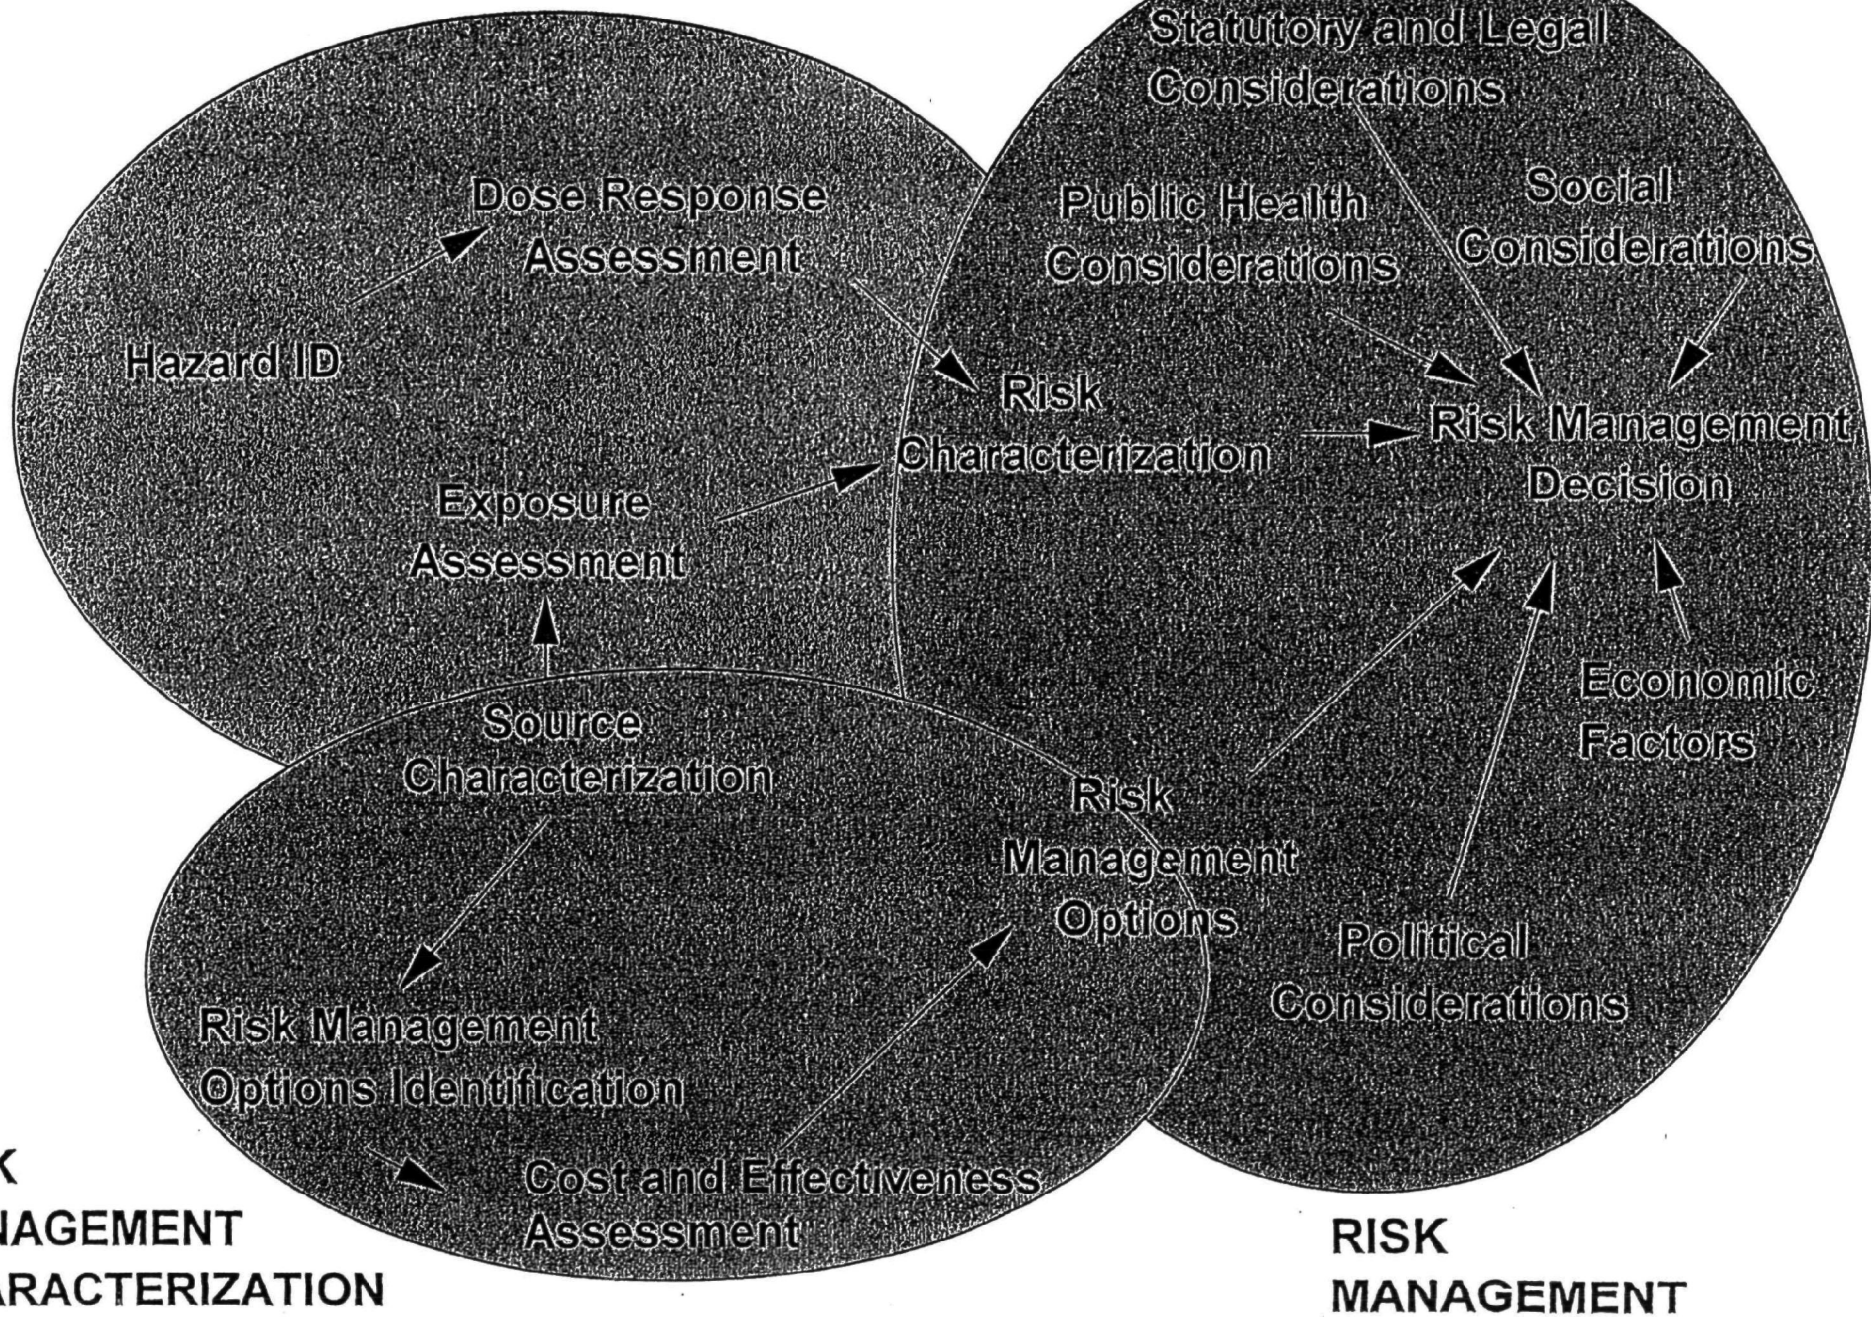 Statutory and Legal
Considerations
Dose Response
Assessment
Public Health
Considerations
Social
Considerations
Hazard ID
Risk
Characterization
Risk Management
Decision
Exposure
Assessment
Source
Characterization
Economic
Factors
Risk
Management
Options
Political
Considerations
Risk Management
Options Identification
Cost and Effectiveness
Assessment
K
NAGEMENT
ARACTERIZATION
RISK
MANAGEMENT